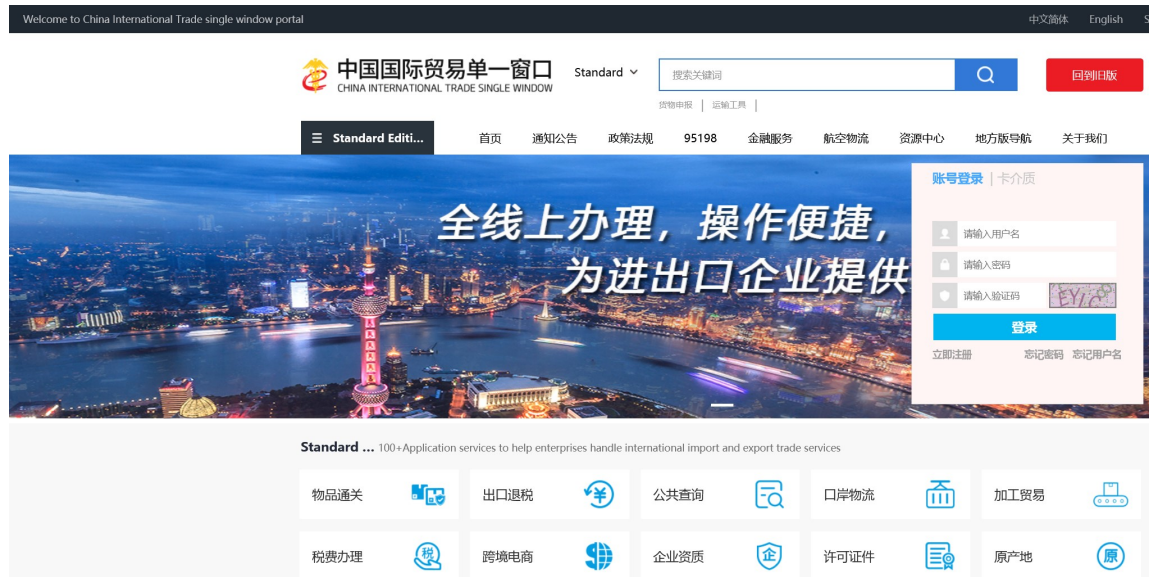 Welcome to China International Trade single window portal
中文简体 English S
中国国际贸易单一窗口
CHINA INTERNATIONAL TRADE SINGLE WINDOW
Standard
搜索关键词
回到旧版
货物申报 | 运输工具 |
Standard Editi...
首页 通知公告 政策法规 95198 金融服务 航空物流 资源中心 地方版导航 关于我们
账号登录 | 卡介质
全线上办理，操作便捷，
为进出口企业提供
请输入用户名
请输入密码
请输入验证码
登录
立即注册 忘记密码 忘记用户名
Standard ... 100+Application services to help enterprises handle international import and export trade services
物品通关 出口退税 公共查询 口岸物流 加工贸易
税费办理 税 跨境电商 企业资质 企 许可证件 原产地 原